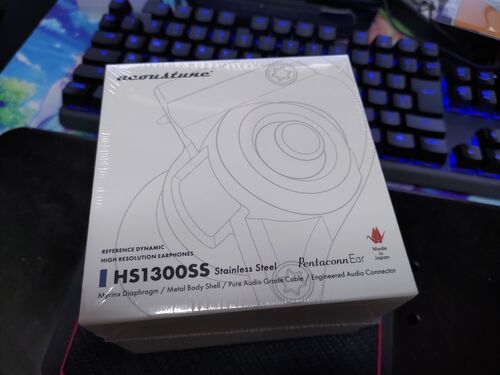 acoustune
REFERENCE DYNAMIC
HIGH RESOLUTION EARPHONES
HS1300SS Stainless Steel
PentaconnEar
Made in
Japan
Myrinx Diaphragm / Metal Body Shell / Pure Audio Grade Cable / Engineered Audio Connector